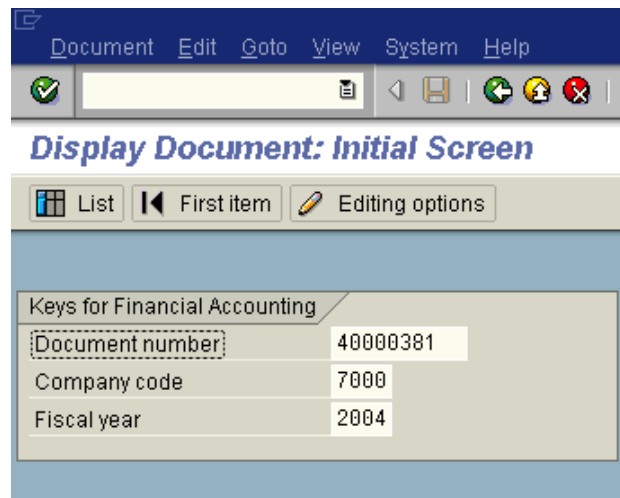 Document Edit Goto View System Help
Display Document: Initial Screen
List First item Editing options
Keys for Financial Accounting
Document number 40000381
Company code 7000
Fiscal year 2004